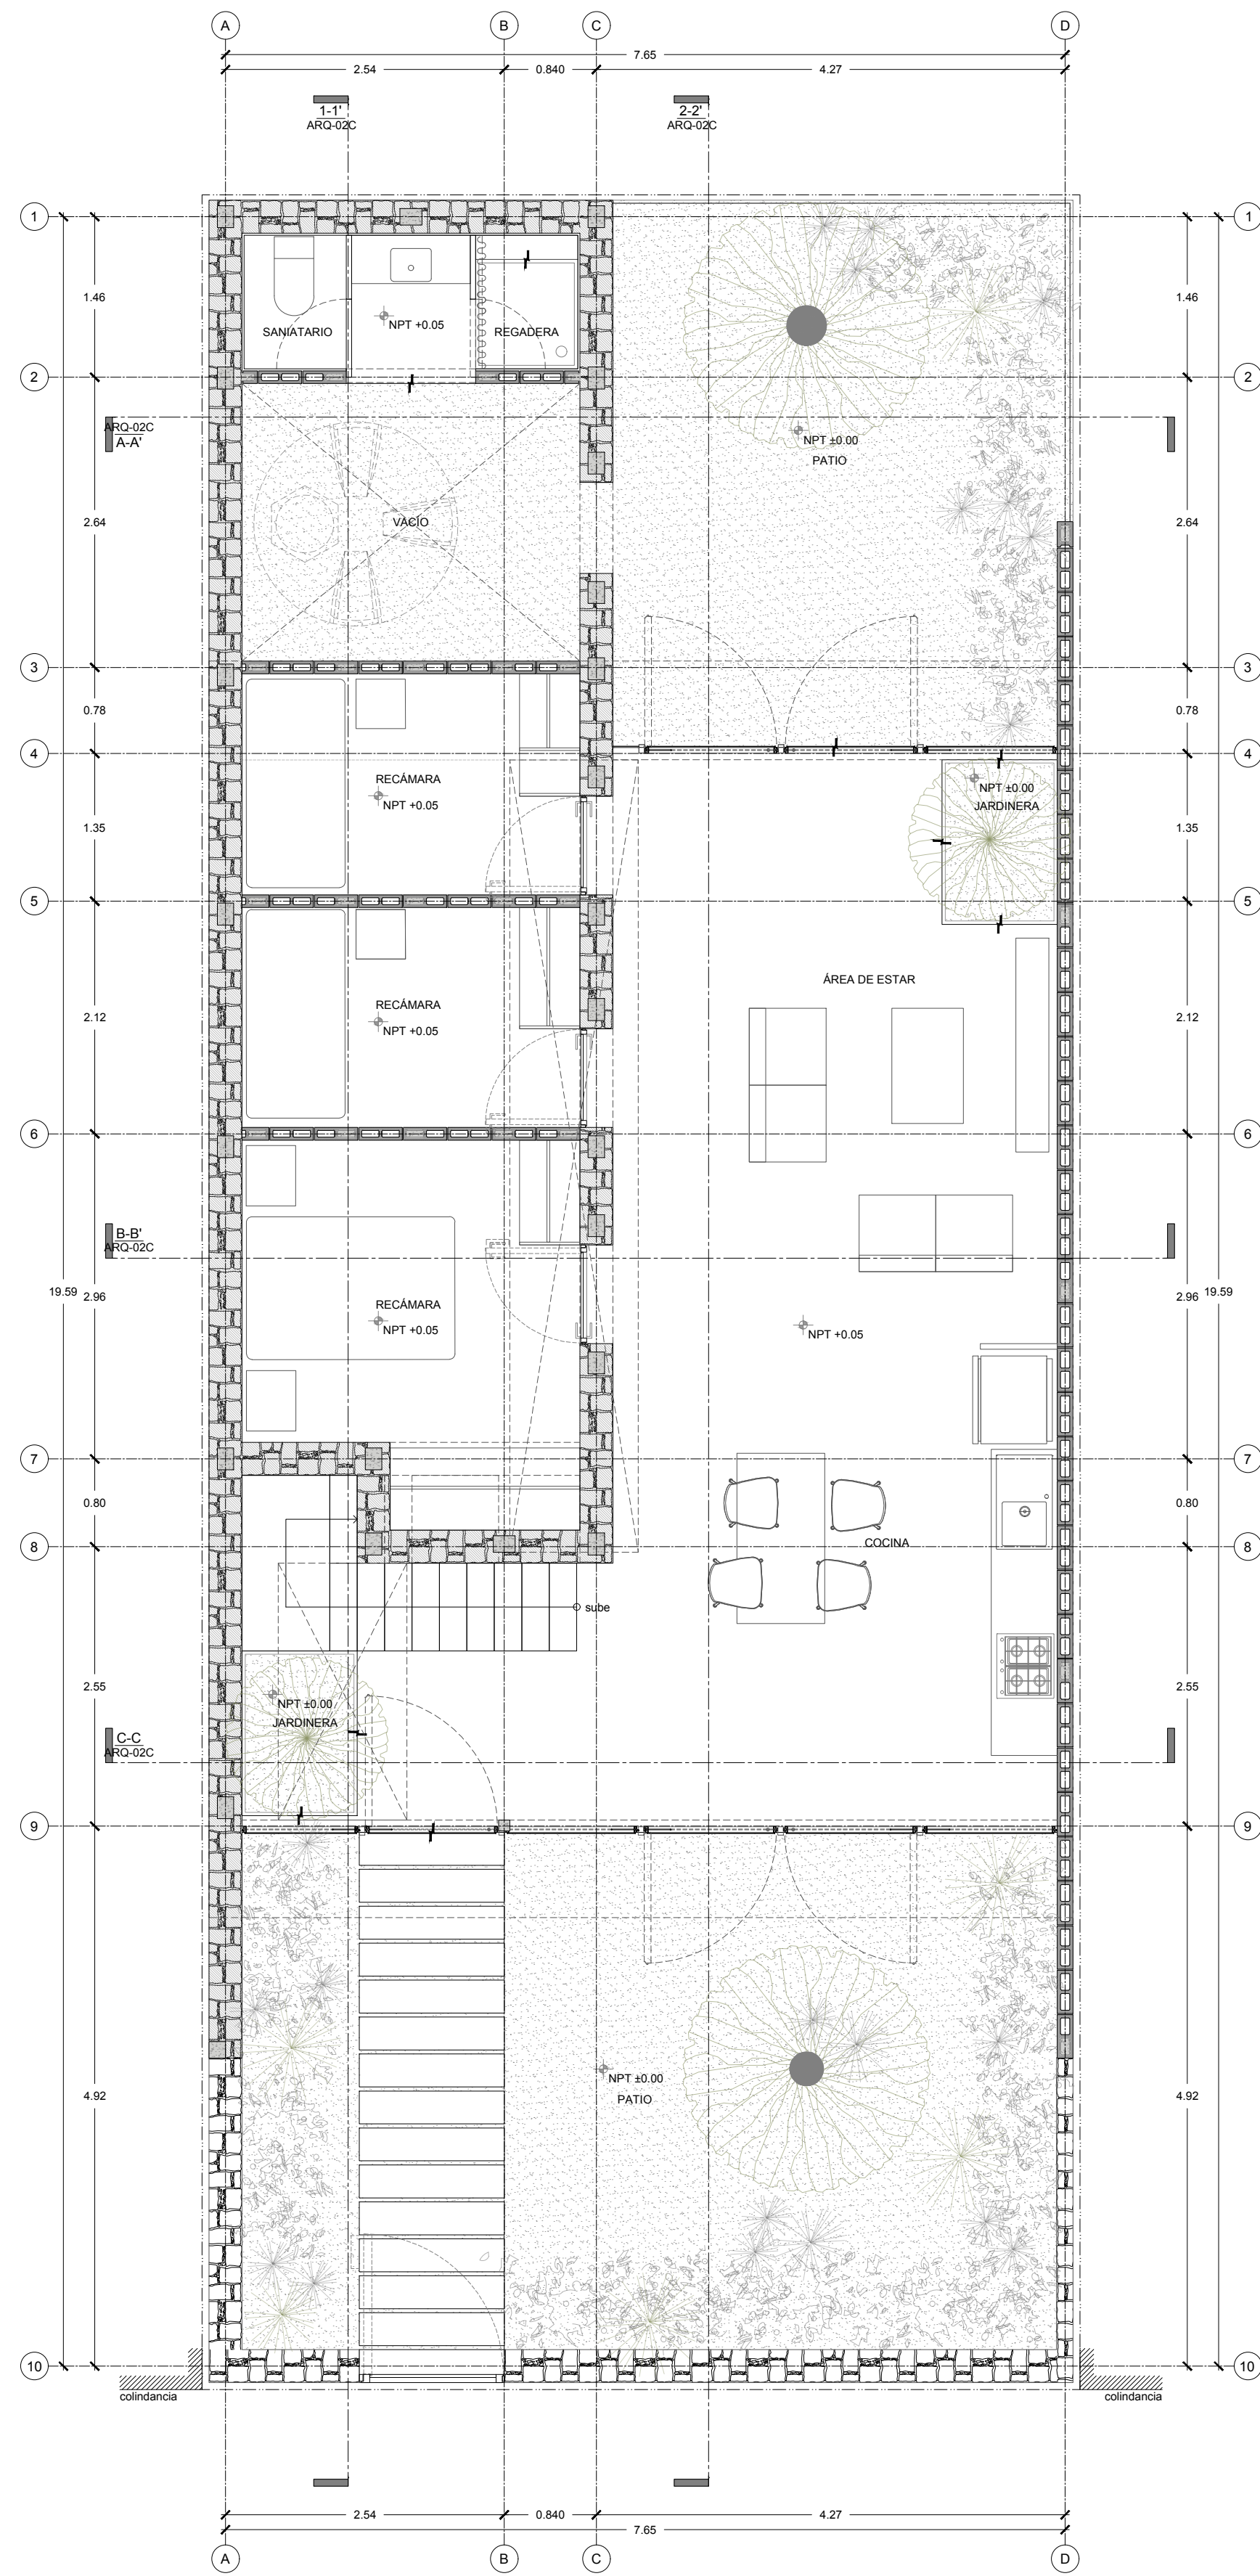 A B C D
7.65
2.54 0.840 4.27
1-1' 2-2'
ARQ-02C ARQ-02C
1 1
1.46 1.46
NPT +0.05
SANIATARIO REGADERA
2 2
ARQ-02C
A-A'
NPT ±0.00
PATIO
2.64 VACÍO 2.64
3 3
0.78 0.78
4 4
RECÁMARA
NPT +0.05
NPT ±0.00
JARDINERA
1.35 1.35
5 5
ÁREA DE ESTAR
RECÁMARA
NPT +0.05
2.12 2.12
6 6
B-B'
ARQ-02C
19.59 2.96 2.96 19.59
RECÁMARA
NPT +0.05
NPT +0.05
7 7
0.80 0.80
8 8
COCINA
sube
2.55 2.55
NPT ±0.00
JARDINERA
C-C
ARQ-02C
9 9
NPT ±0.00
PATIO
4.92 4.92
10 10
colindancia colindancia
2.54 0.840 4.27
7.65
A B C D